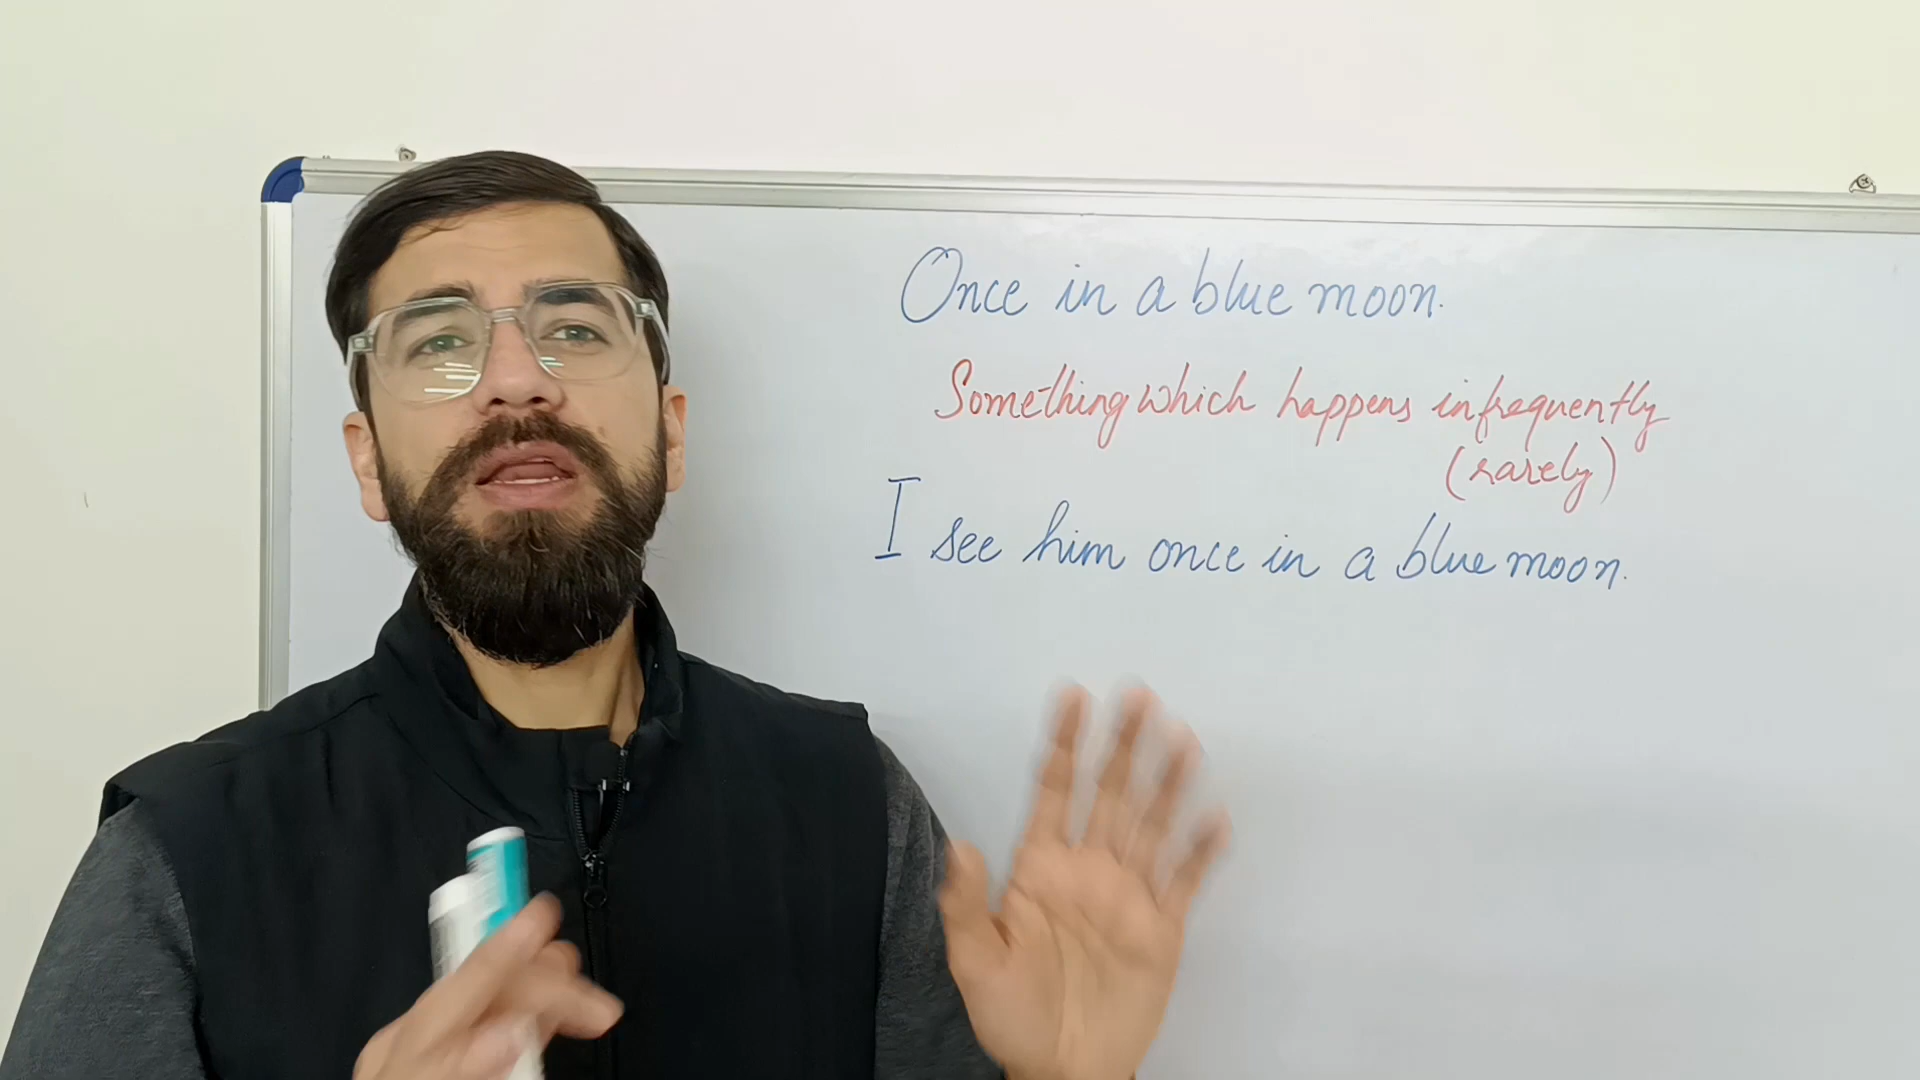 Once in a blue moon.
Something which happens infrequently
(rarely)
I see him once in a blue moon.